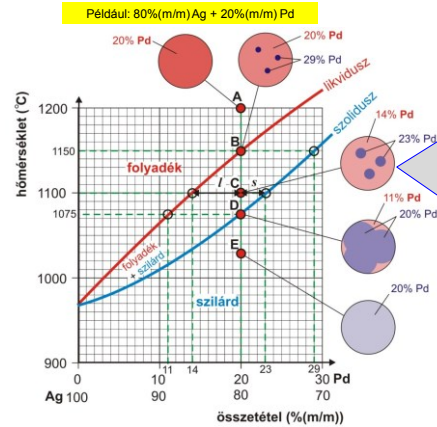 Például: 80%(m/m) Ag + 20%(m/m) Pd
20% Pd
20% Pd
29% Pd
likvidusz
szolidusz
hőmérséklet (°C)
1200
1150
1100
1075
1000
900
A
B
C
D
E
l
s
folyadék
folyadék
+ szilárd
szilárd
14% Pd
23% Pd
11% Pd
20% Pd
20% Pd
11
14
23
29
0
10
20
30
Pd
Ag
100
90
80
70
összetétel (%(m/m))